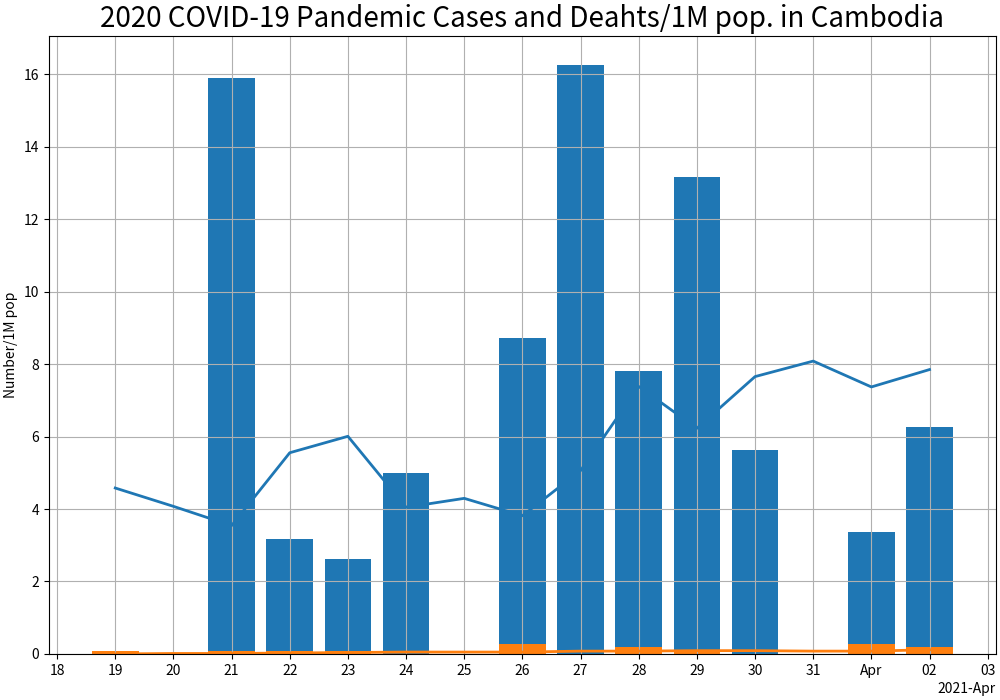 2020 COVID-19 Pandemic Cases and Deahts/1M pop. in Cambodia
16
14
12
10
8
6
4
2
0
Number/1M pop
18 19 20 21 22 23 24 25 26 27 28 29 30 31 Apr 02 03
2021-Apr